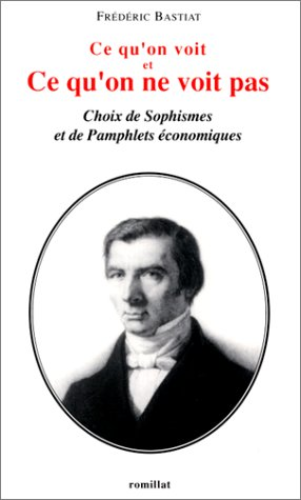 FRÉDÉRIC BASTIAT
Ce qu'on voit
et
Ce qu'on ne voit pas
Choix de Sophismes
et de Pamphlets économiques
romillat